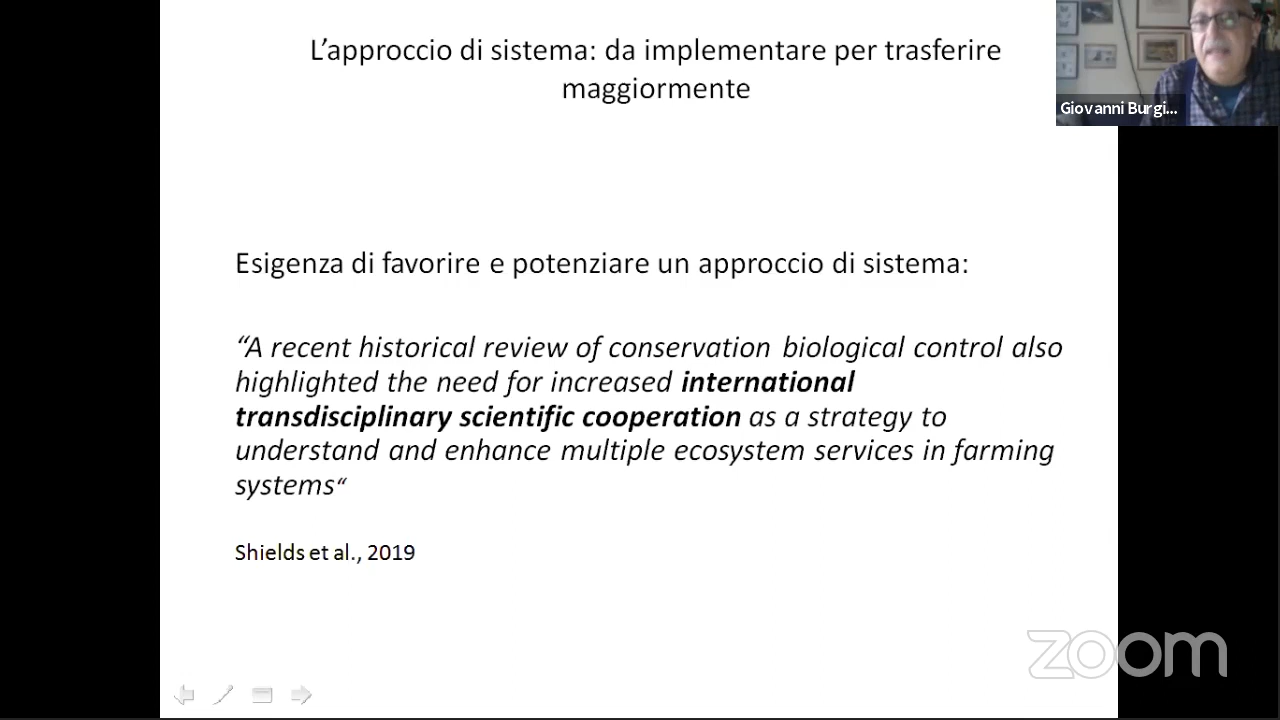 L’approccio di sistema: da implementare per trasferire
maggiormente
Giovanni Burgi...
Esigenza di favorire e potenziare un approccio di sistema:
“A recent historical review of conservation biological control also
highlighted the need for increased international
transdisciplinary scientific cooperation as a strategy to
understand and enhance multiple ecosystem services in farming
systems“
Shields et al., 2019
zoom